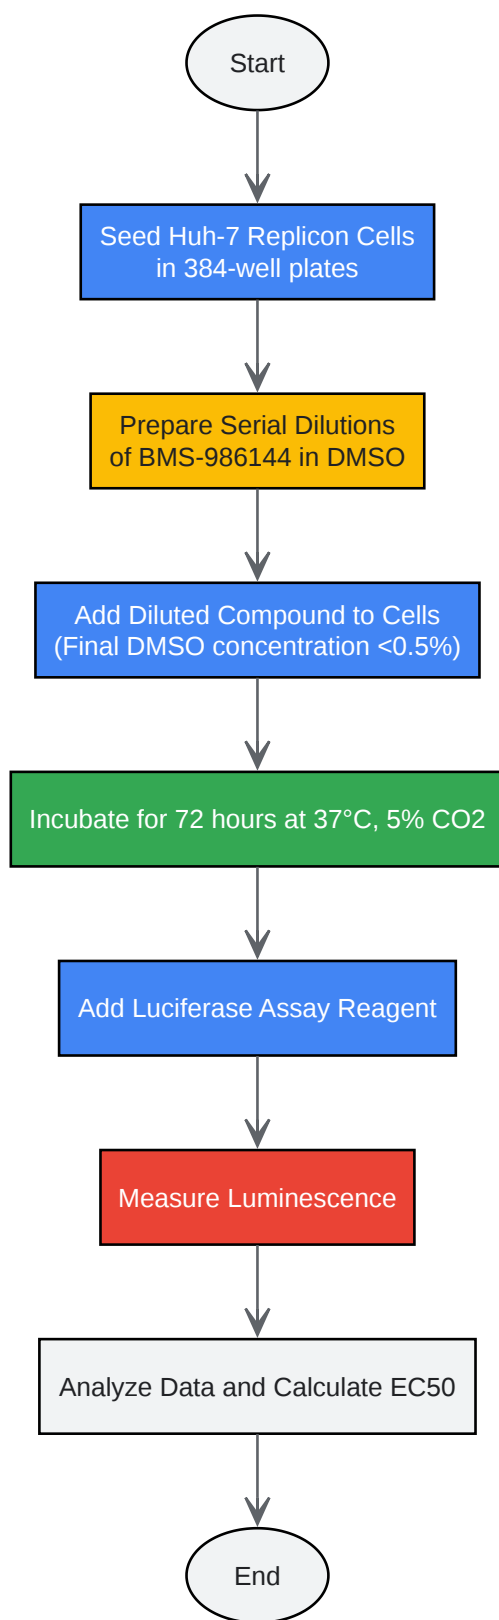 Start
Seed Huh-7 Replicon Cells
in 384-well plates
Prepare Serial Dilutions
of BMS-986144 in DMSO
Add Diluted Compound to Cells
(Final DMSO concentration <0.5%)
Incubate for 72 hours at 37°C, 5% CO2
Add Luciferase Assay Reagent
Measure Luminescence
Analyze Data and Calculate EC50
End